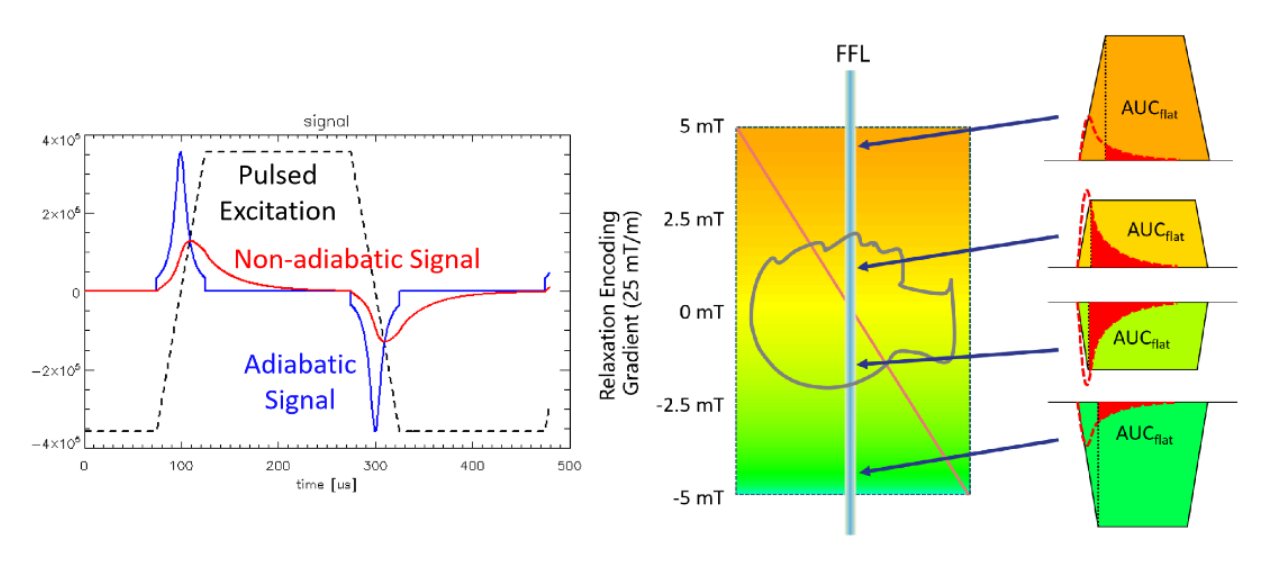 signal
4×10⁵
2×10⁵
0
−2×10⁵
−4×10⁵
0
100
200
300
400
500
time [us]
Pulsed
Excitation
Non-adiabatic Signal
Adiabatic
Signal
FFL
Relaxation Encoding
Gradient (25 mT/m)
5 mT
2.5 mT
0 mT
-2.5 mT
-5 mT
AUCflat
AUCflat
AUCflat
AUCflat